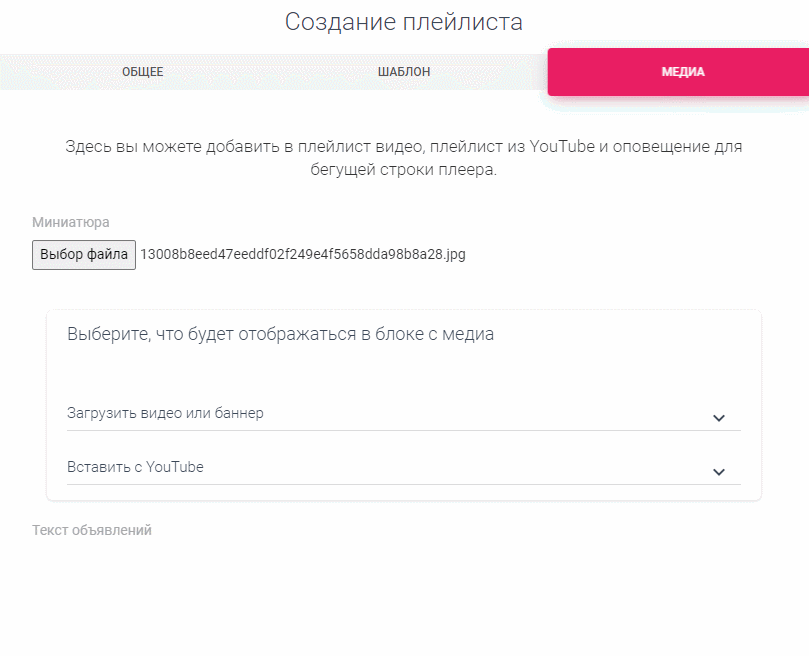 Создание плейлиста
ОБЩЕЕ ШАБЛОН МЕДИА
Здесь вы можете добавить в плейлист видео, плейлист из YouTube и оповещение для
бегущей строки плеера.
Миниатюра
Выбор файла 13008b8eed47eeddf02f249e4f5658dda98b8a28.jpg
Выберите, что будет отображаться в блоке с медиа
Загрузить видео или баннер
Вставить с YouTube
Текст объявлений